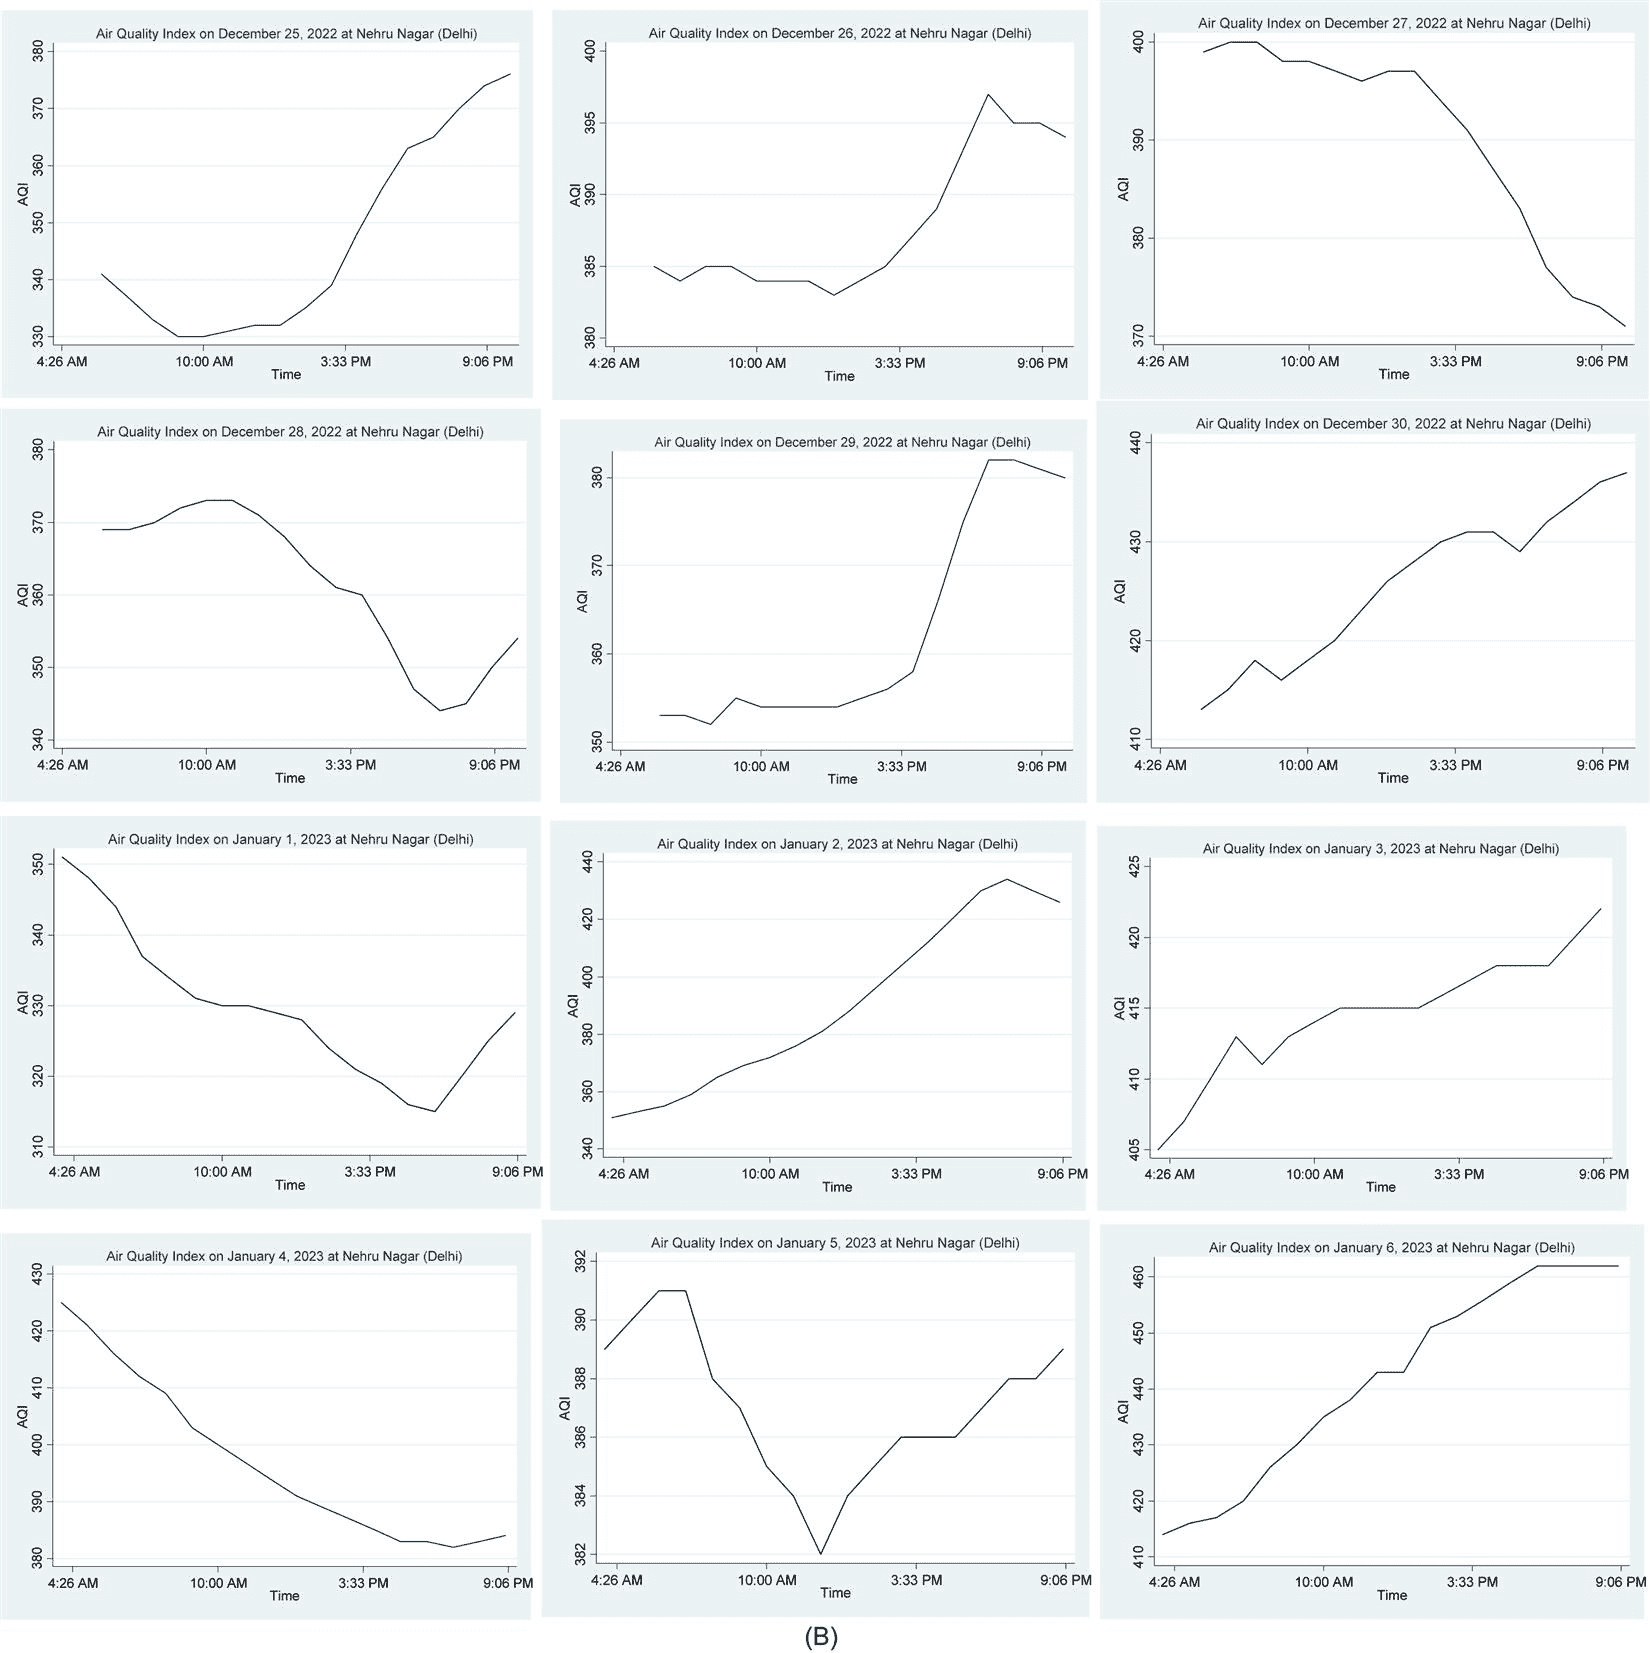 Air Quality Index on December 25, 2022 at Nehru Nagar (Delhi)
380
370
360
350
340
330
AQI
4:26 AM 10:00 AM 3:33 PM 9:06 PM
Time
Air Quality Index on December 26, 2022 at Nehru Nagar (Delhi)
400
395
390
385
380
AQI
4:26 AM 10:00 AM 3:33 PM 9:06 PM
Time
Air Quality Index on December 27, 2022 at Nehru Nagar (Delhi)
400
390
380
370
AQI
4:26 AM 10:00 AM 3:33 PM 9:06 PM
Time
Air Quality Index on December 28, 2022 at Nehru Nagar (Delhi)
380
370
360
350
340
AQI
4:26 AM 10:00 AM 3:33 PM 9:06 PM
Time
Air Quality Index on December 29, 2022 at Nehru Nagar (Delhi)
380
370
360
350
AQI
4:26 AM 10:00 AM 3:33 PM 9:06 PM
Time
Air Quality Index on December 30, 2022 at Nehru Nagar (Delhi)
440
430
420
410
AQI
4:26 AM 10:00 AM 3:33 PM 9:06 PM
Time
Air Quality Index on January 1, 2023 at Nehru Nagar (Delhi)
350
340
330
320
310
AQI
4:26 AM 10:00 AM 3:33 PM 9:06 PM
Time
Air Quality Index on January 2, 2023 at Nehru Nagar (Delhi)
440
420
400
380
360
340
AQI
4:26 AM 10:00 AM 3:33 PM 9:06 PM
Time
Air Quality Index on January 3, 2023 at Nehru Nagar (Delhi)
425
420
415
410
405
AQI
4:26 AM 10:00 AM 3:33 PM 9:06 PM
Time
Air Quality Index on January 4, 2023 at Nehru Nagar (Delhi)
430
420
410
400
390
380
AQI
4:26 AM 10:00 AM 3:33 PM 9:06 PM
Time
Air Quality Index on January 5, 2023 at Nehru Nagar (Delhi)
392
390
388
386
384
382
AQI
4:26 AM 10:00 AM 3:33 PM 9:06 PM
Time
Air Quality Index on January 6, 2023 at Nehru Nagar (Delhi)
460
450
440
430
420
410
AQI
4:26 AM 10:00 AM 3:33 PM 9:06 PM
Time
(B)